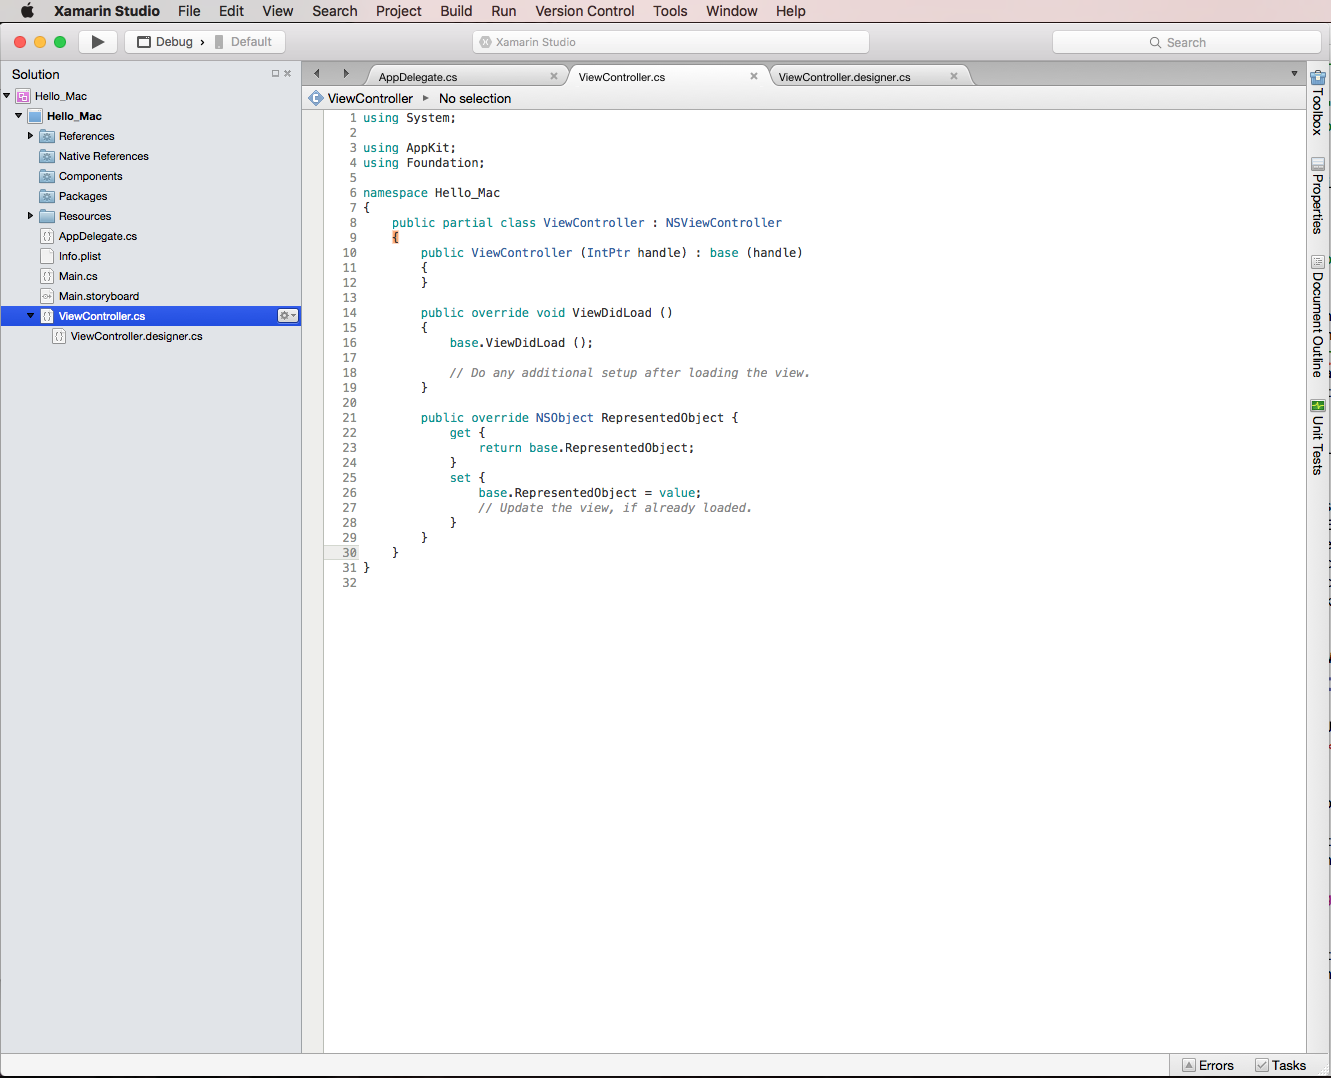 Xamarin Studio File Edit View Search Project Build Run Version Control Tools Window Help
Debug › Default
Xamarin Studio
Search
Solution
Hello_Mac
Hello_Mac
References
Native References
Components
Packages
Resources
AppDelegate.cs
Info.plist
Main.cs
Main.storyboard
ViewController.cs
ViewController.designer.cs
AppDelegate.cs ViewController.cs ViewController.designer.cs
ViewController ▸ No selection
1 using System;
2
3 using AppKit;
4 using Foundation;
5
6 namespace Hello_Mac
7 {
8     public partial class ViewController : NSViewController
9     {
10         public ViewController (IntPtr handle) : base (handle)
11         {
12         }
13
14         public override void ViewDidLoad ()
15         {
16             base.ViewDidLoad ();
17
18             // Do any additional setup after loading the view.
19         }
20
21         public override NSObject RepresentedObject {
22             get {
23                 return base.RepresentedObject;
24             }
25             set {
26                 base.RepresentedObject = value;
27                 // Update the view, if already loaded.
28             }
29         }
30     }
31 }
32
Toolbox
Properties
Document Outline
Unit Tests
Errors Tasks